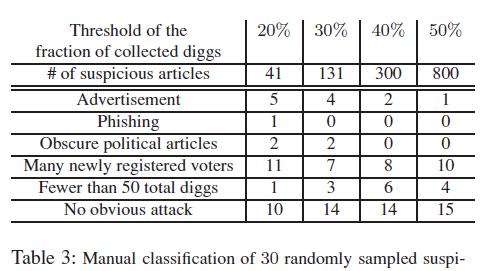 Threshold of the 20% 30% 40% 50%
fraction of collected diggs
# of suspicious articles 41 131 300 800
Advertisement 5 4 2 1
Phishing 1 0 0 0
Obscure political articles 2 2 0 0
Many newly registered voters 11 7 8 10
Fewer than 50 total diggs 1 3 6 4
No obvious attack 10 14 14 15
Table 3: Manual classification of 30 randomly sampled suspi-